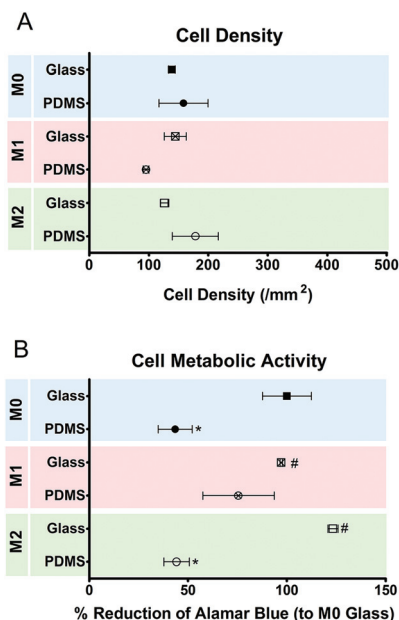 A
Cell Density
M0
Glass
PDMS
M1
Glass
PDMS
M2
Glass
PDMS
0 100 200 300 400 500
Cell Density (/mm²)
B
Cell Metabolic Activity
M0
Glass
PDMS *
M1
Glass #
PDMS
M2
Glass #
PDMS *
0 50 100 150
% Reduction of Alamar Blue (to M0 Glass)